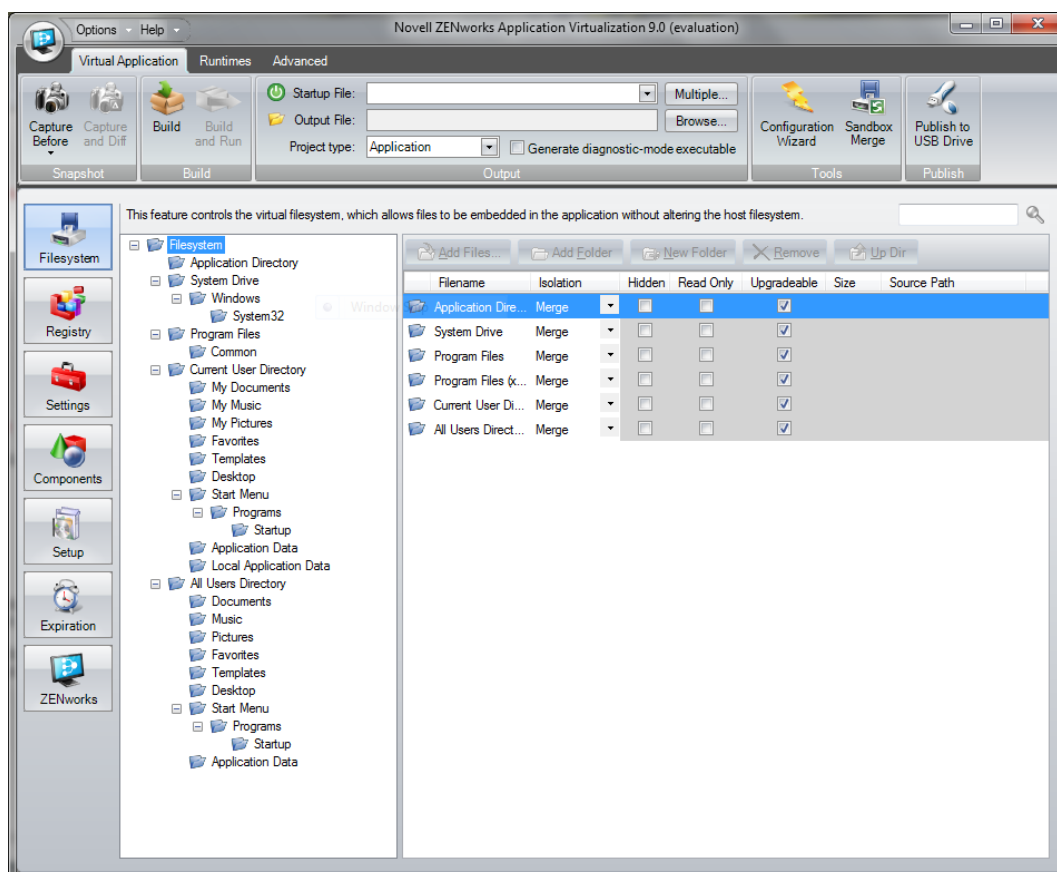 Options Help Novell ZENworks Application Virtualization 9.0 (evaluation)
Virtual Application Runtimes Advanced
Capture Before
Capture and Diff
Snapshot
Build
Build and Run
Build
Startup File: Multiple...
Output File: Browse...
Project type: Application Generate diagnostic-mode executable
Output
Configuration Wizard
Sandbox Merge
Tools
Publish to USB Drive
Publish
Filesystem
Registry
Settings
Components
Setup
Expiration
ZENworks
This feature controls the virtual filesystem, which allows files to be embedded in the application without altering the host filesystem.
Filesystem
Application Directory
System Drive
Windows
System32
Program Files
Common
Current User Directory
My Documents
My Music
My Pictures
Favorites
Templates
Desktop
Start Menu
Programs
Startup
Application Data
Local Application Data
All Users Directory
Documents
Music
Pictures
Favorites
Templates
Desktop
Start Menu
Programs
Startup
Application Data
Add Files... Add Folder New Folder Remove Up Dir
Filename Isolation Hidden Read Only Upgradeable Size Source Path
Window
Application Dire... Merge
System Drive Merge
Program Files Merge
Program Files (x... Merge
Current User Di... Merge
All Users Direct... Merge